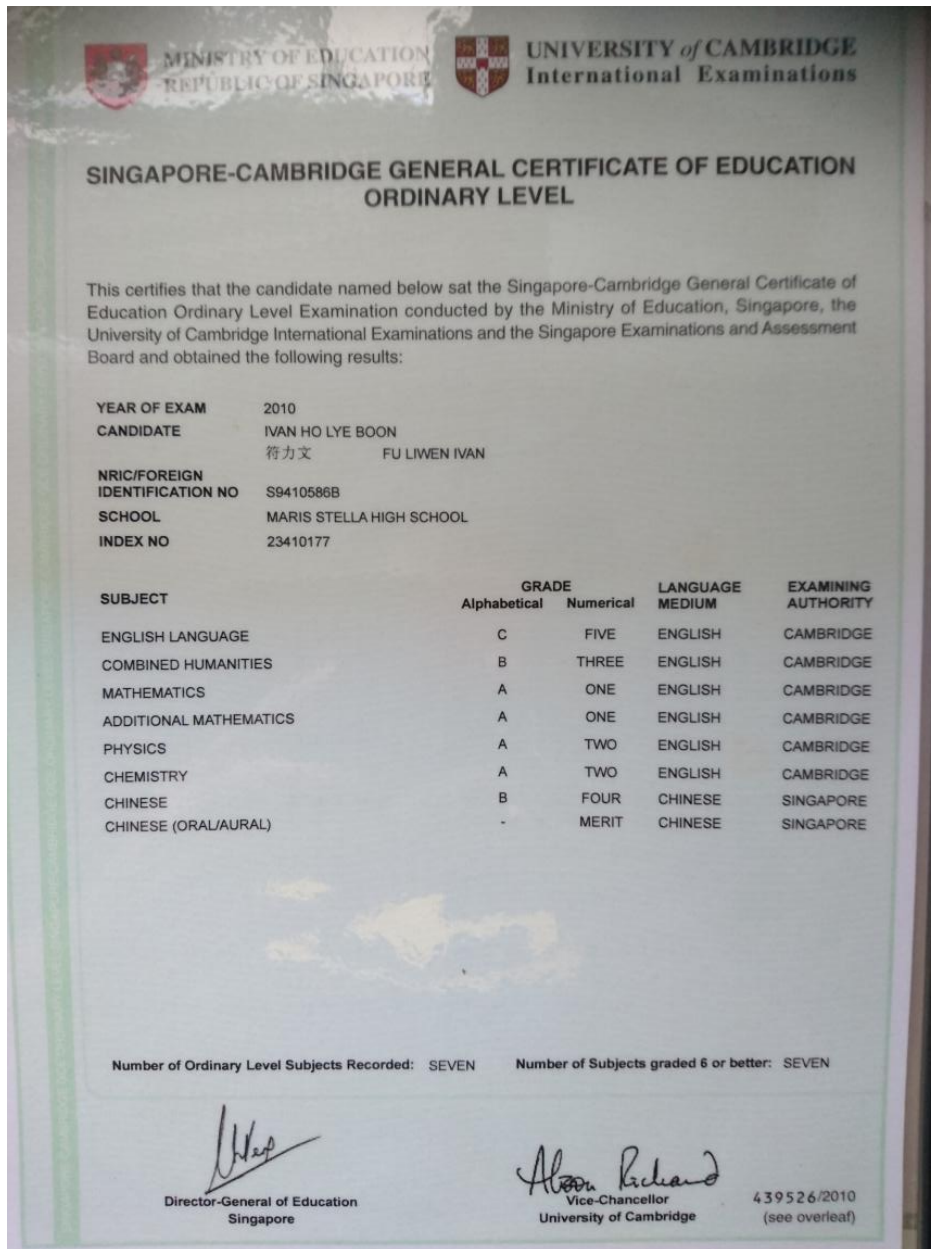 MINISTRY OF EDUCATION
REPUBLIC OF SINGAPORE
UNIVERSITY of CAMBRIDGE
International Examinations
SINGAPORE-CAMBRIDGE GENERAL CERTIFICATE OF EDUCATION
ORDINARY LEVEL
This certifies that the candidate named below sat the Singapore-Cambridge General Certificate of
Education Ordinary Level Examination conducted by the Ministry of Education, Singapore, the
University of Cambridge International Examinations and the Singapore Examinations and Assessment
Board and obtained the following results:
YEAR OF EXAM 2010
CANDIDATE IVAN HO LYE BOON
符力文 FU LIWEN IVAN
NRIC/FOREIGN
IDENTIFICATION NO S9410586B
SCHOOL MARIS STELLA HIGH SCHOOL
INDEX NO 23410177
SUBJECT GRADE LANGUAGE EXAMINING
Alphabetical Numerical MEDIUM AUTHORITY
ENGLISH LANGUAGE C FIVE ENGLISH CAMBRIDGE
COMBINED HUMANITIES B THREE ENGLISH CAMBRIDGE
MATHEMATICS A ONE ENGLISH CAMBRIDGE
ADDITIONAL MATHEMATICS A ONE ENGLISH CAMBRIDGE
PHYSICS A TWO ENGLISH CAMBRIDGE
CHEMISTRY A TWO ENGLISH CAMBRIDGE
CHINESE B FOUR CHINESE SINGAPORE
CHINESE (ORAL/AURAL) - MERIT CHINESE SINGAPORE
Number of Ordinary Level Subjects Recorded: SEVEN Number of Subjects graded 6 or better: SEVEN
Alison Richard
Director-General of Education
Singapore
Vice-Chancellor
University of Cambridge
439526/2010
(see overleaf)